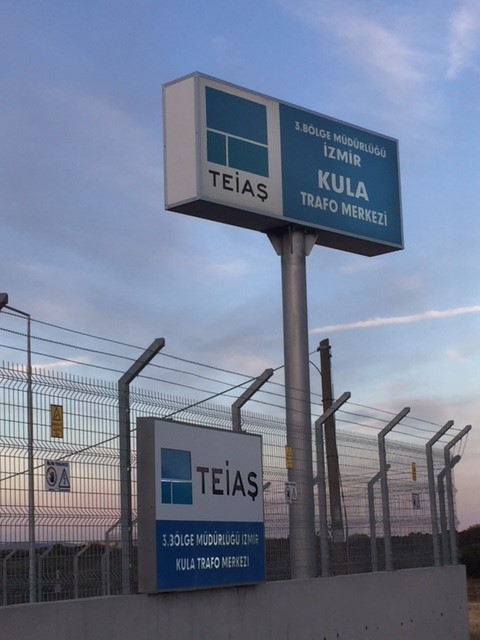 3.BÖLGE MÜDÜRLÜĞÜ
İZMİR
KULA
TRAFO MERKEZİ
TEİAŞ
TEİAŞ
3.BÖLGE MÜDÜRLÜĞÜ İZMİR
KULA TRAFO MERKEZİ